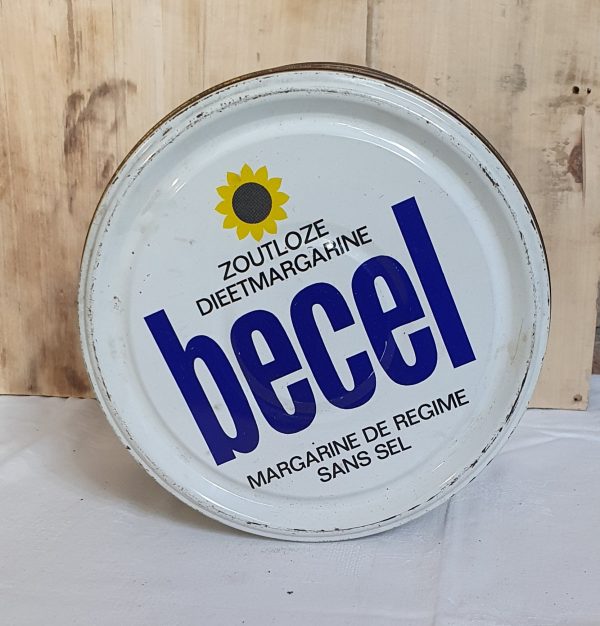 ZOUTLOZE
DIEETMARGARINE
becel
MARGARINE DE REGIME
SANS SEL